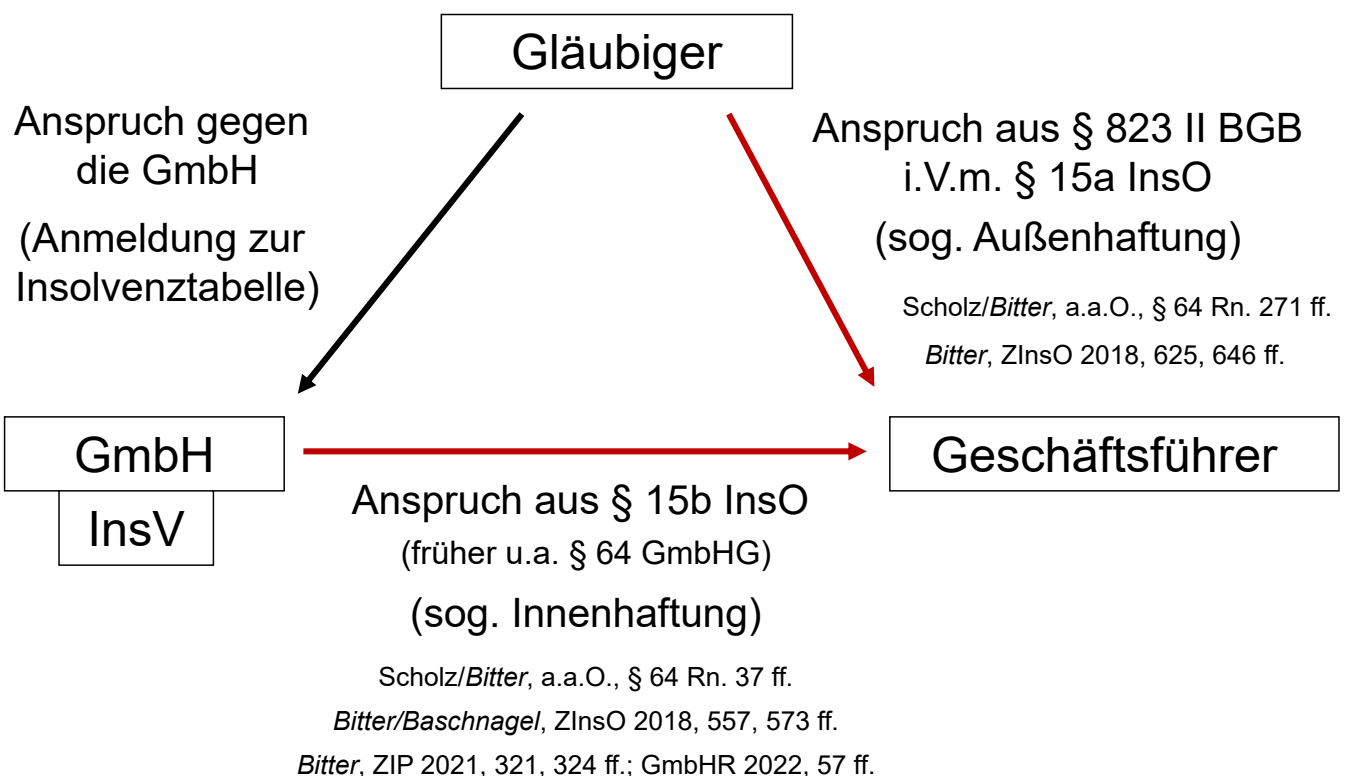 Gläubiger
Anspruch gegen
die GmbH
(Anmeldung zur
Insolvenztabelle)
Anspruch aus § 823 II BGB
i.V.m. § 15a InsO
(sog. Außenhaftung)
Scholz/Bitter, a.a.O., § 64 Rn. 271 ff.
Bitter, ZInsO 2018, 625, 646 ff.
GmbH
InsV
Geschäftsführer
Anspruch aus § 15b InsO
(früher u.a. § 64 GmbHG)
(sog. Innenhaftung)
Scholz/Bitter, a.a.O., § 64 Rn. 37 ff.
Bitter/Baschnagel, ZInsO 2018, 557, 573 ff.
Bitter, ZIP 2021, 321, 324 ff.; GmbHR 2022, 57 ff.